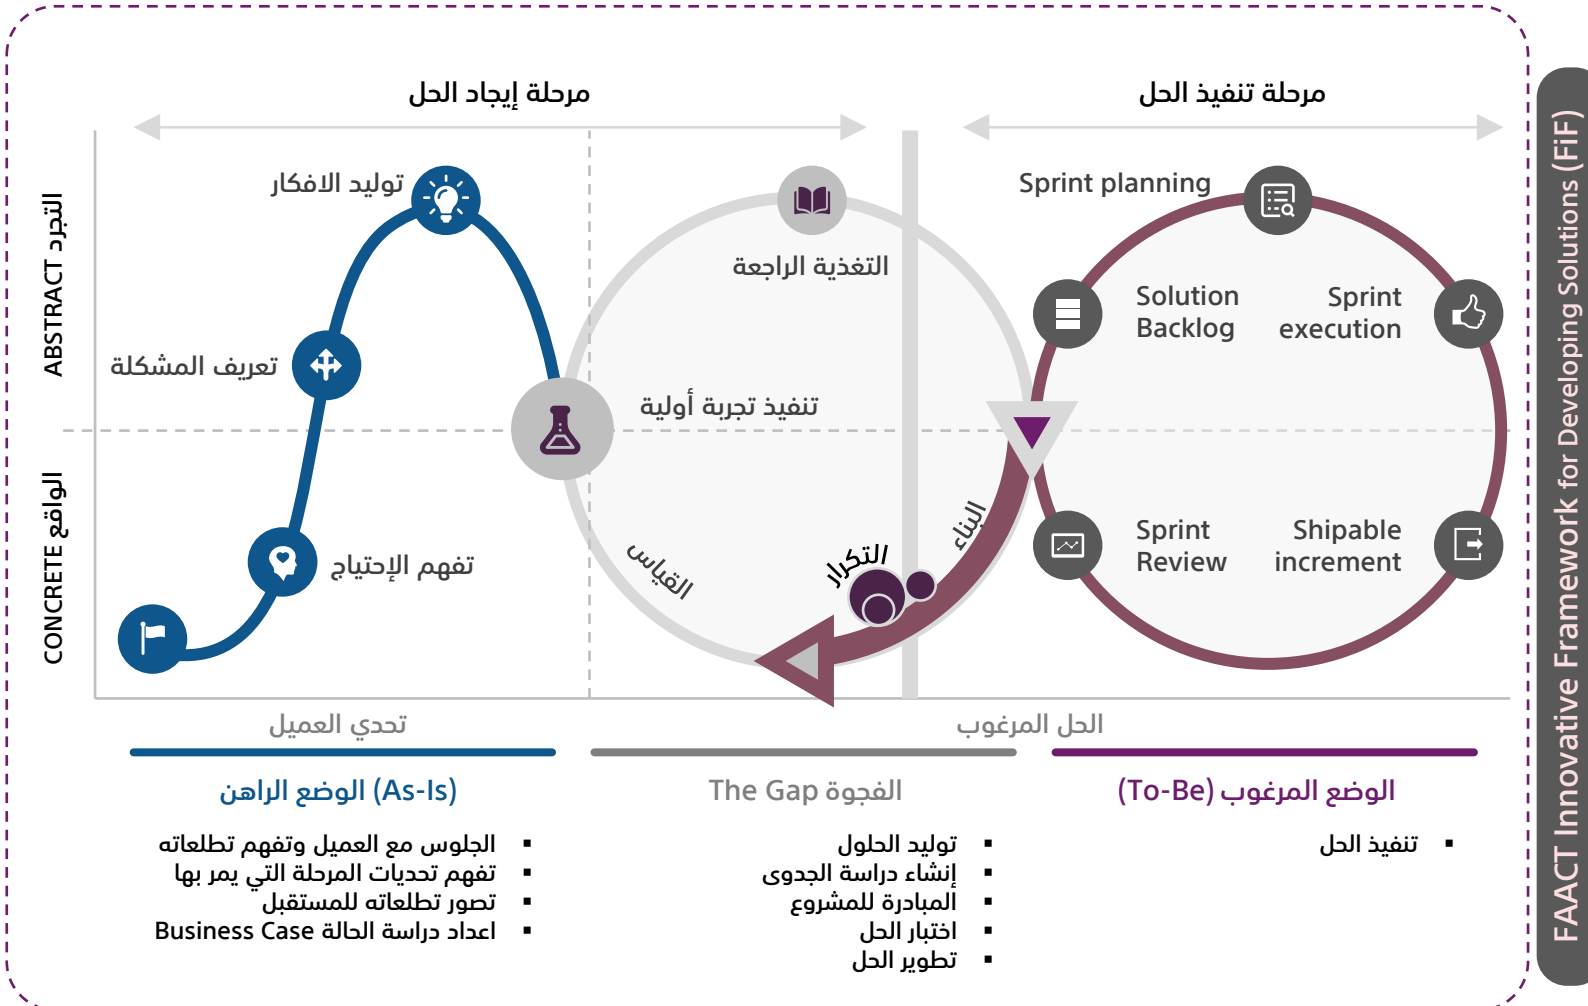 مرحلة إيجاد الحل
مرحلة تنفيذ الحل
التجرد ABSTRACT
الواقع CONCRETE
توليد الافكار
تعريف المشكلة
تفهم الإحتياج
التغذية الراجعة
تنفيذ تجربة أولية
القياس
التكرار
البناء
Sprint planning
Solution
Backlog
Sprint
execution
Sprint
Review
Shipable
increment
تحدي العميل
الحل المرغوب
(As-Is) الوضع الراهن
▪ الجلوس مع العميل وتفهم تطلعاته
▪ تفهم تحديات المرحلة التي يمر بها
▪ تصور تطلعاته للمستقبل
▪ اعداد دراسة الحالة Business Case
الفجوة The Gap
▪ توليد الحلول
▪ إنشاء دراسة الجدوى
▪ المبادرة للمشروع
▪ اختبار الحل
▪ تطوير الحل
الوضع المرغوب (To-Be)
▪ تنفيذ الحل
FAACT Innovative Framework for Developing Solutions (FiF)